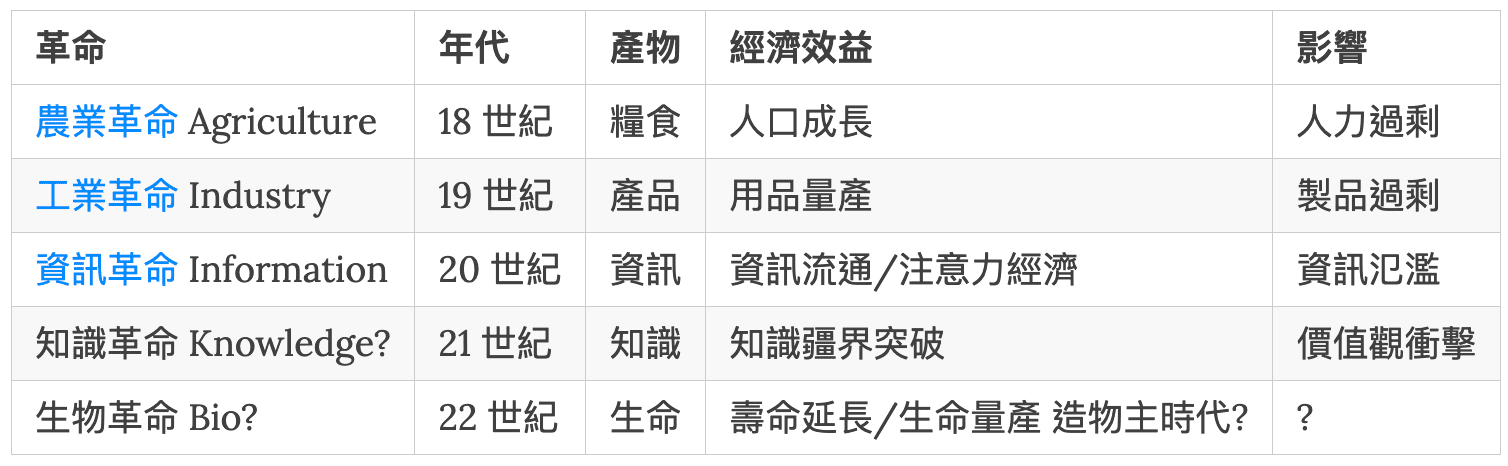 革命 年代 產物 經濟效益 影響
農業革命 Agriculture 18 世紀 糧食 人口成長 人力過剩
工業革命 Industry 19 世紀 產品 用品量產 製品過剩
資訊革命 Information 20 世紀 資訊 資訊流通/注意力經濟 資訊氾濫
知識革命 Knowledge? 21 世紀 知識 知識疆界突破 價值觀衝擊
生物革命 Bio? 22 世紀 生命 壽命延長/生命量產 造物主時代? ?